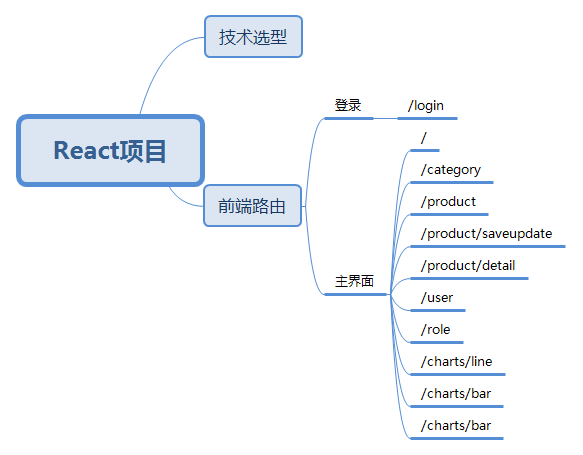 React项目
技术选型
前端路由
登录
/login
主界面
/
/category
/product
/product/saveupdate
/product/detail
/user
/role
/charts/line
/charts/bar
/charts/bar